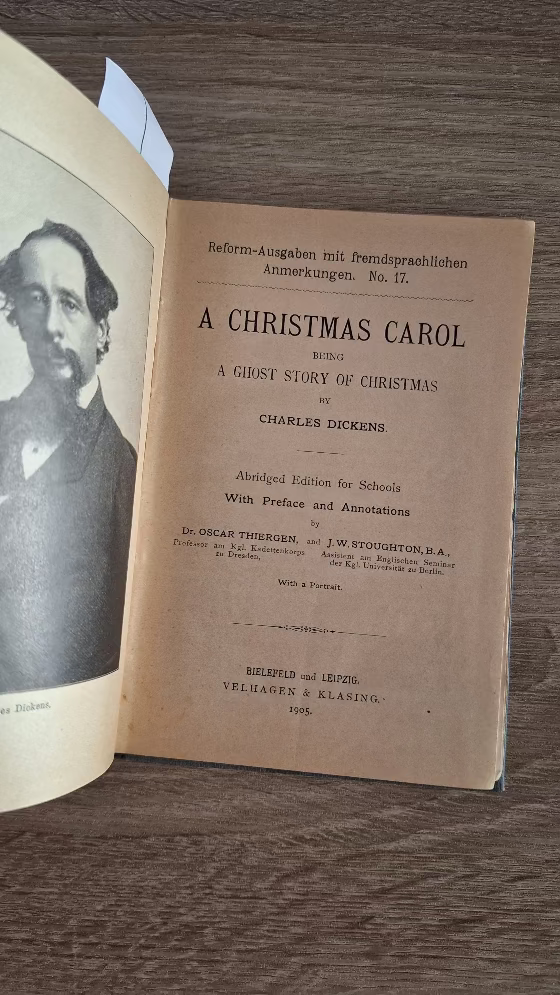 Reform-Ausgaben mit fremdsprachlichen
Anmerkungen. No. 17.
A CHRISTMAS CAROL
BEING
A GHOST STORY OF CHRISTMAS
BY
CHARLES DICKENS.
Abridged Edition for Schools
With Preface and Annotations
by
Dr. OSCAR THIERGEN, and J. W. STOUGHTON, B. A.,
Professor am Kgl. Kadettenkorps Assistent am Englischen Seminar
zu Dresden, der Kgl. Universität zu Berlin.
With a Portrait.
BIELEFELD und LEIPZIG.
VELHAGEN & KLASING.
1905.
es Dickens.